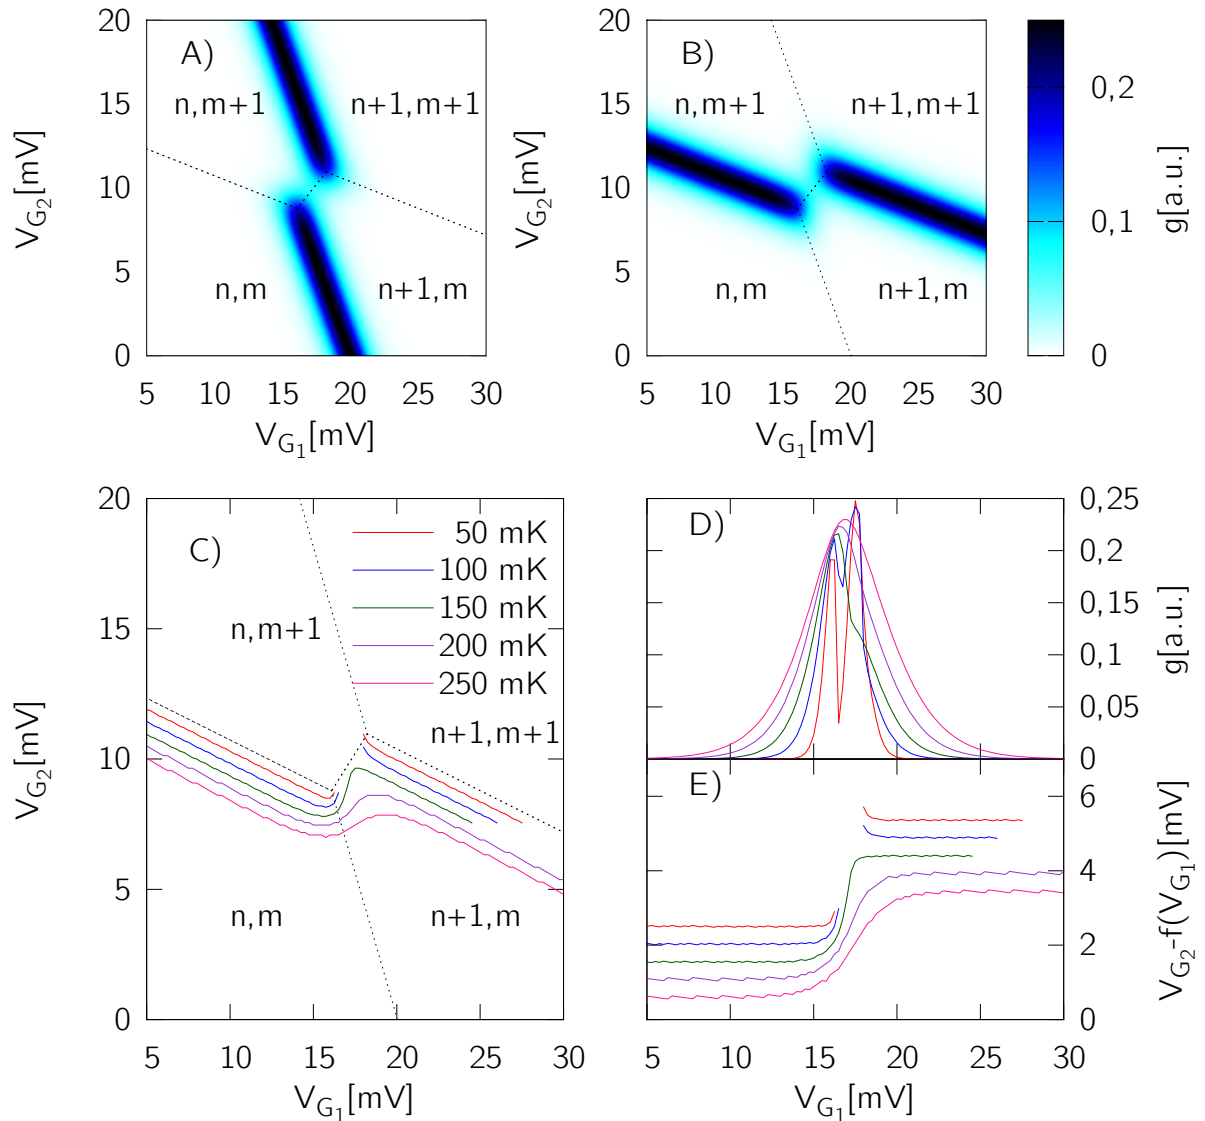 A)
n,m+1
n+1,m+1
n,m
n+1,m
20
15
10
5
0
V_G2[mV]
5 10 15 20 25 30
V_G1[mV]
B)
n,m+1
n+1,m+1
n,m
n+1,m
20
15
10
5
0
V_G2[mV]
5 10 15 20 25 30
V_G1[mV]
0,2
0,1
0
g[a.u.]
C)
50 mK
100 mK
150 mK
200 mK
250 mK
n,m+1
n+1,m+1
n,m
n+1,m
20
15
10
5
0
V_G2[mV]
5 10 15 20 25 30
V_G1[mV]
D)
0,25
0,2
0,15
0,1
0,05
0
g[a.u.]
E)
6
4
2
0
V_G2-f(V_G1)[mV]
5 10 15 20 25 30
V_G1[mV]